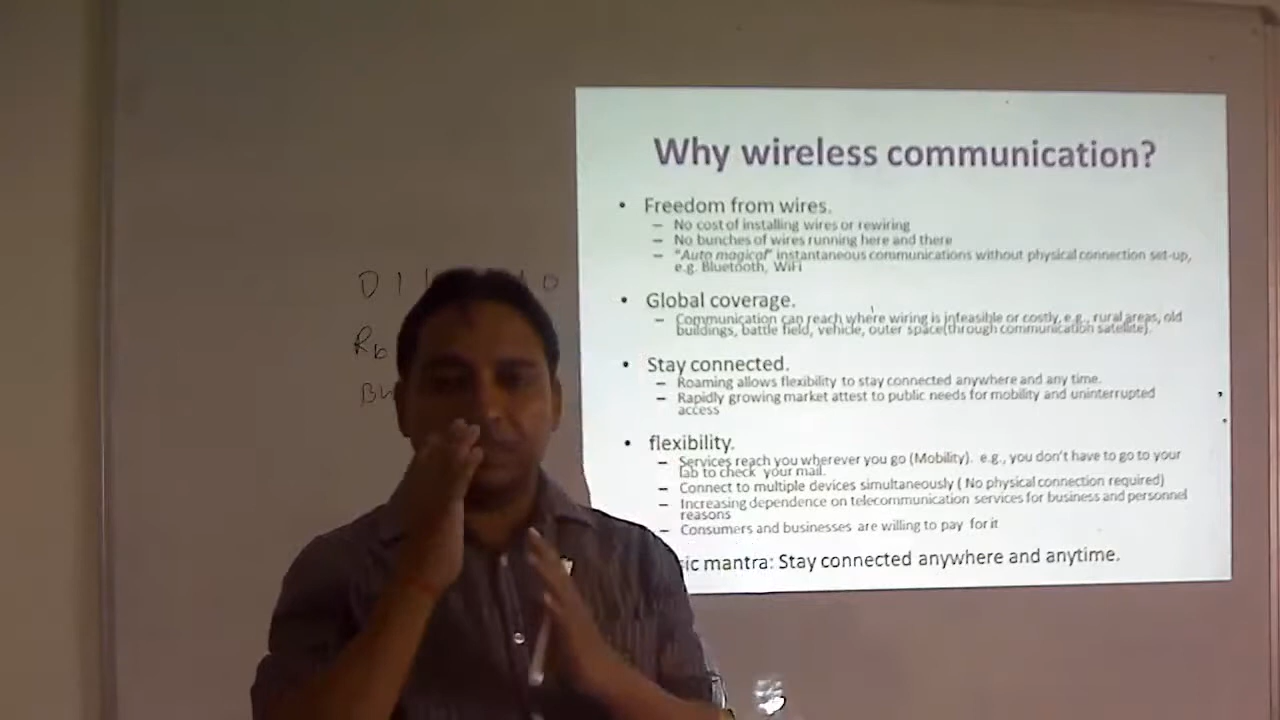 Why wireless communication?
• Freedom from wires.
– No cost of installing wires or rewiring
– No bunches of wires running here and there
– "Auto magical" instantaneous communications without physical connection set-up,
e.g. Bluetooth, WiFi
• Global coverage.
– Communication can reach where wiring is infeasible or costly, e.g., rural areas, old
buildings, battle field, vehicle, outer space(through communication satellite).
• Stay connected.
– Roaming allows flexibility to stay connected anywhere and any time.
– Rapidly growing market attest to public needs for mobility and uninterrupted
access
• flexibility.
– Services reach you wherever you go (Mobility). e.g., you don't have to go to your
lab to check your mail.
– Connect to multiple devices simultaneously ( No physical connection required)
– Increasing dependence on telecommunication services for business and personnel
reasons
– Consumers and businesses are willing to pay for it
ic mantra: Stay connected anywhere and anytime.
Rb